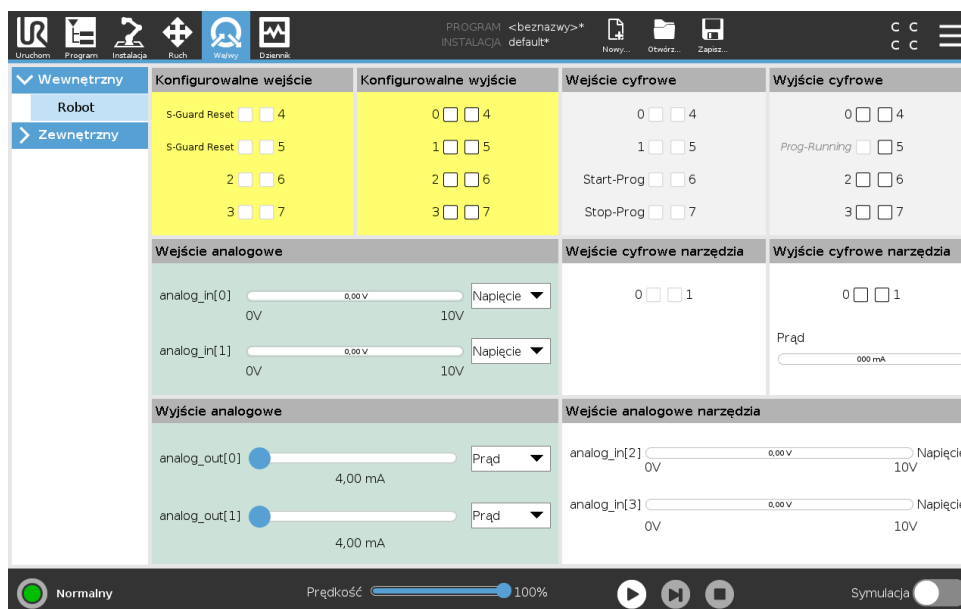 PROGRAM <beznazwy>*
INSTALACJA default*
Uruchom Program Instalacja Ruch We/wy Dziennik Nowy... Otwórz... Zapisz...
C C
C C
Wewnętrzny
Robot
Zewnętrzny
Konfigurowalne wejście
S-Guard Reset 4
S-Guard Reset 5
2 6
3 7
Konfigurowalne wyjście
0 4
1 5
2 6
3 7
Wejście cyfrowe
0 4
1 5
Start-Prog 6
Stop-Prog 7
Wyjście cyfrowe
0 4
Prog-Running 5
2 6
3 7
Wejście analogowe
analog_in[0] 0,00 V Napięcie
0V 10V
analog_in[1] 0,00 V Napięcie
0V 10V
Wejście cyfrowe narzędzia
0 1
Wyjście cyfrowe narzędzia
0 1
Prąd
000 mA
Wyjście analogowe
analog_out[0] Prąd
4,00 mA
analog_out[1] Prąd
4,00 mA
Wejście analogowe narzędzia
analog_in[2] 0,00 V Napięcie
0V 10V
analog_in[3] 0,00 V Napięcie
0V 10V
Normalny Prędkość 100% Symulacja